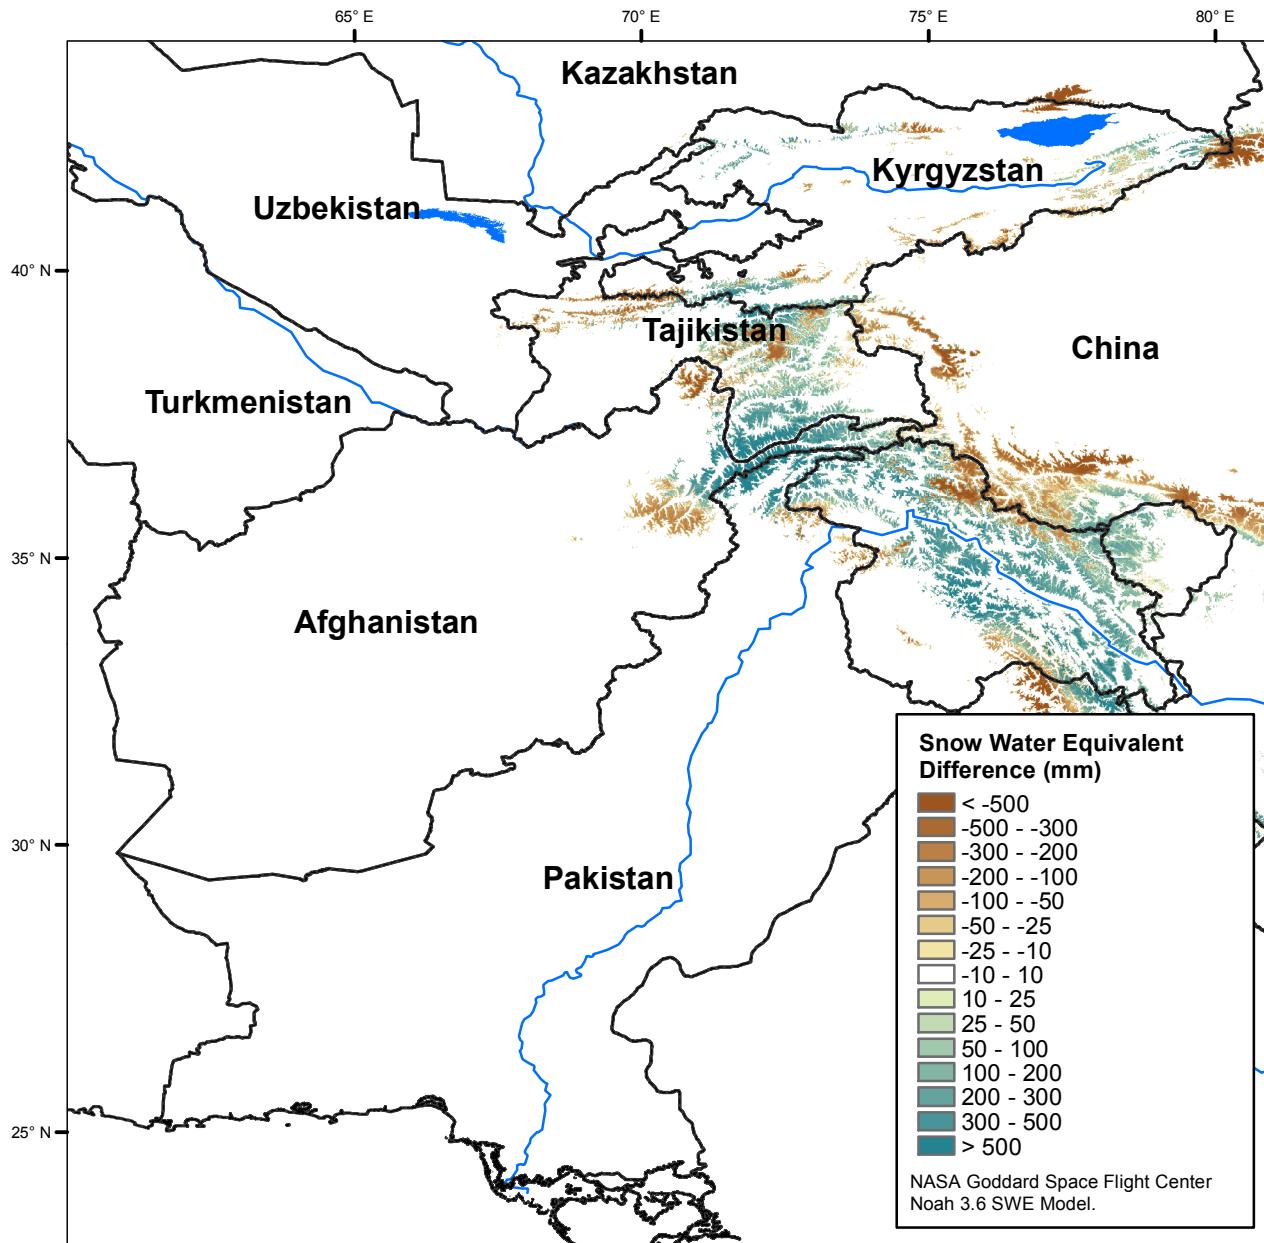 65° E
70° E
75° E
80° E
Kazakhstan
Kyrgyzstan
Uzbekistan
40° N
Tajikistan
China
Turkmenistan
35° N
Afghanistan
30° N
Pakistan
25° N
Snow Water Equivalent
Difference (mm)
< -500
-500 - -300
-300 - -200
-200 - -100
-100 - -50
-50 - -25
-25 - -10
-10 - 10
10 - 25
25 - 50
50 - 100
100 - 200
200 - 300
300 - 500
> 500
NASA Goddard Space Flight Center
Noah 3.6 SWE Model.